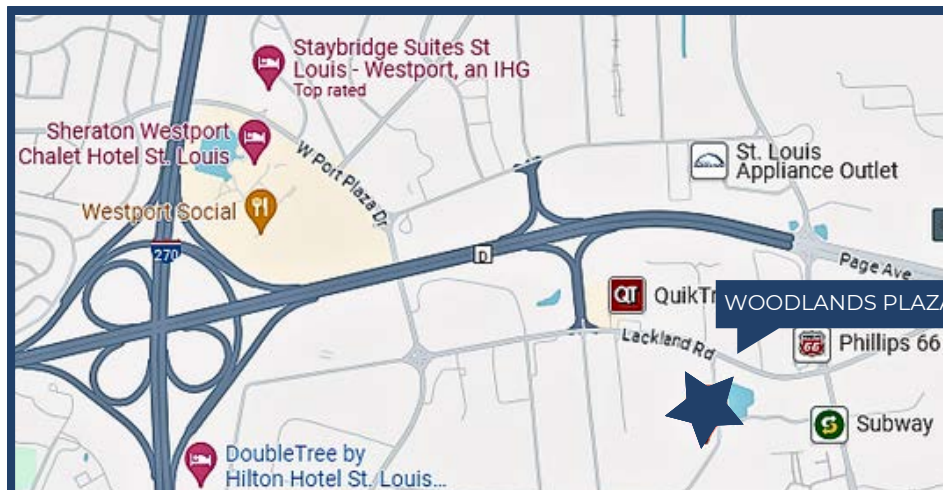 Staybridge Suites St
Louis - Westport, an IHG
Top rated
Sheraton Westport
Chalet Hotel St. Louis
W Port Plaza Dr
St. Louis
Appliance Outlet
Westport Social
270
D
Page Ave
QT
QuikTr
WOODLANDS PLAZA
Lackland Rd
66
Phillips 66
Subway
DoubleTree by
Hilton Hotel St. Louis...